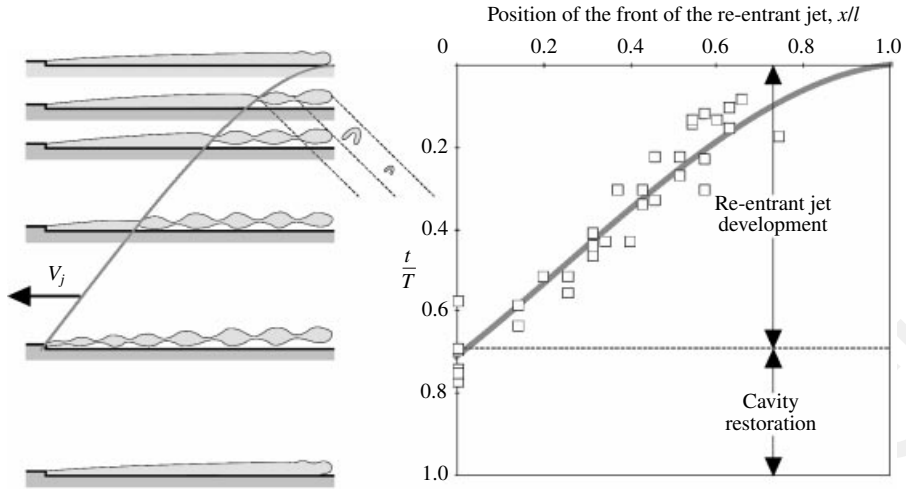 Position of the front of the re-entrant jet, x/l
0 0.2 0.4 0.6 0.8 1.0
0.2
0.4
t/T
0.6
0.8
1.0
Re-entrant jet
development
Cavity
restoration
V_j